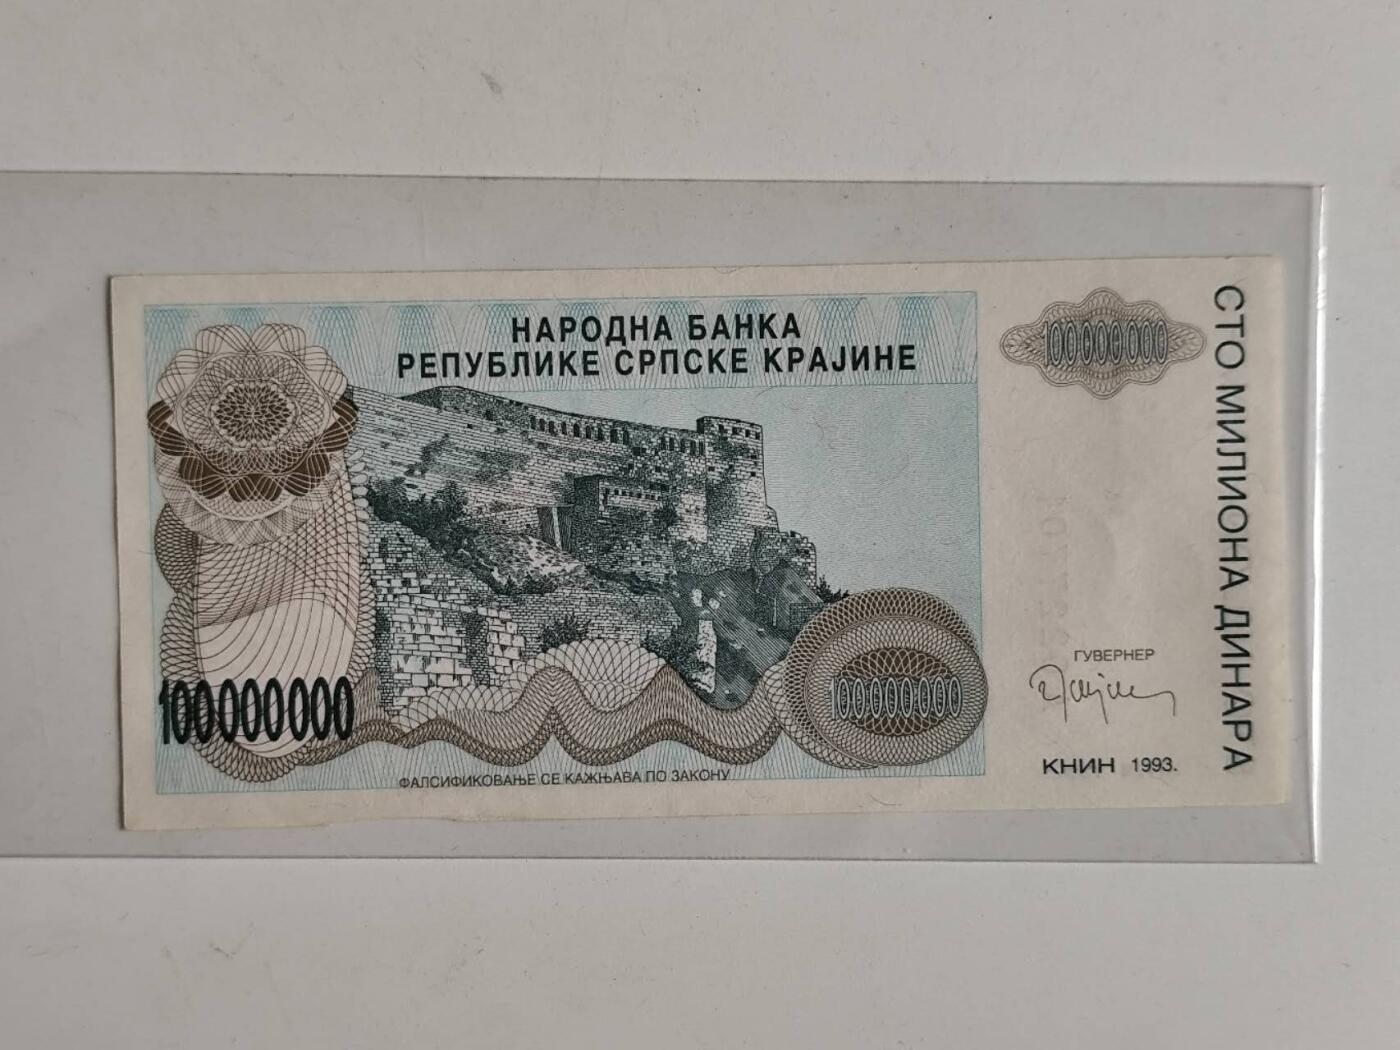 НАРОДНА БАНКА
РЕПУБЛИКЕ СРПСКЕ КРАЈИНЕ
100000000
СТО МИЛИОНА ДИНАРА
100000000
100000000
ГУВЕРНЕР
КНИН 1993.
ФАЛСИФИКОВАЊЕ СЕ КАЖЊАВА ПО ЗАКОНУ